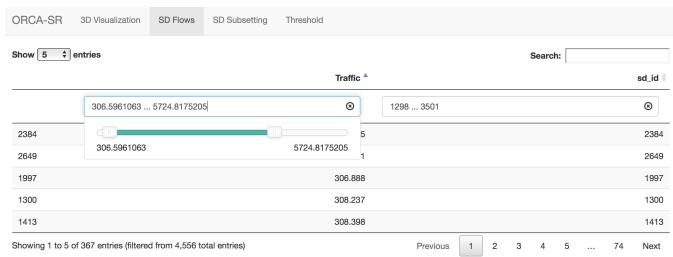 ORCA-SR 3D Visualization SD Flows SD Subsetting Threshold
Show 5 entries Search:
Traffic sd_id
306.5961063 ... 5724.8175205 1298 ... 3501
2384 5 2384
306.5961063 5724.8175205
2649 1 2649
1997 306.888 1997
1300 308.237 1300
1413 308.398 1413
Showing 1 to 5 of 367 entries (filtered from 4,556 total entries) Previous 1 2 3 4 5 ... 74 Next